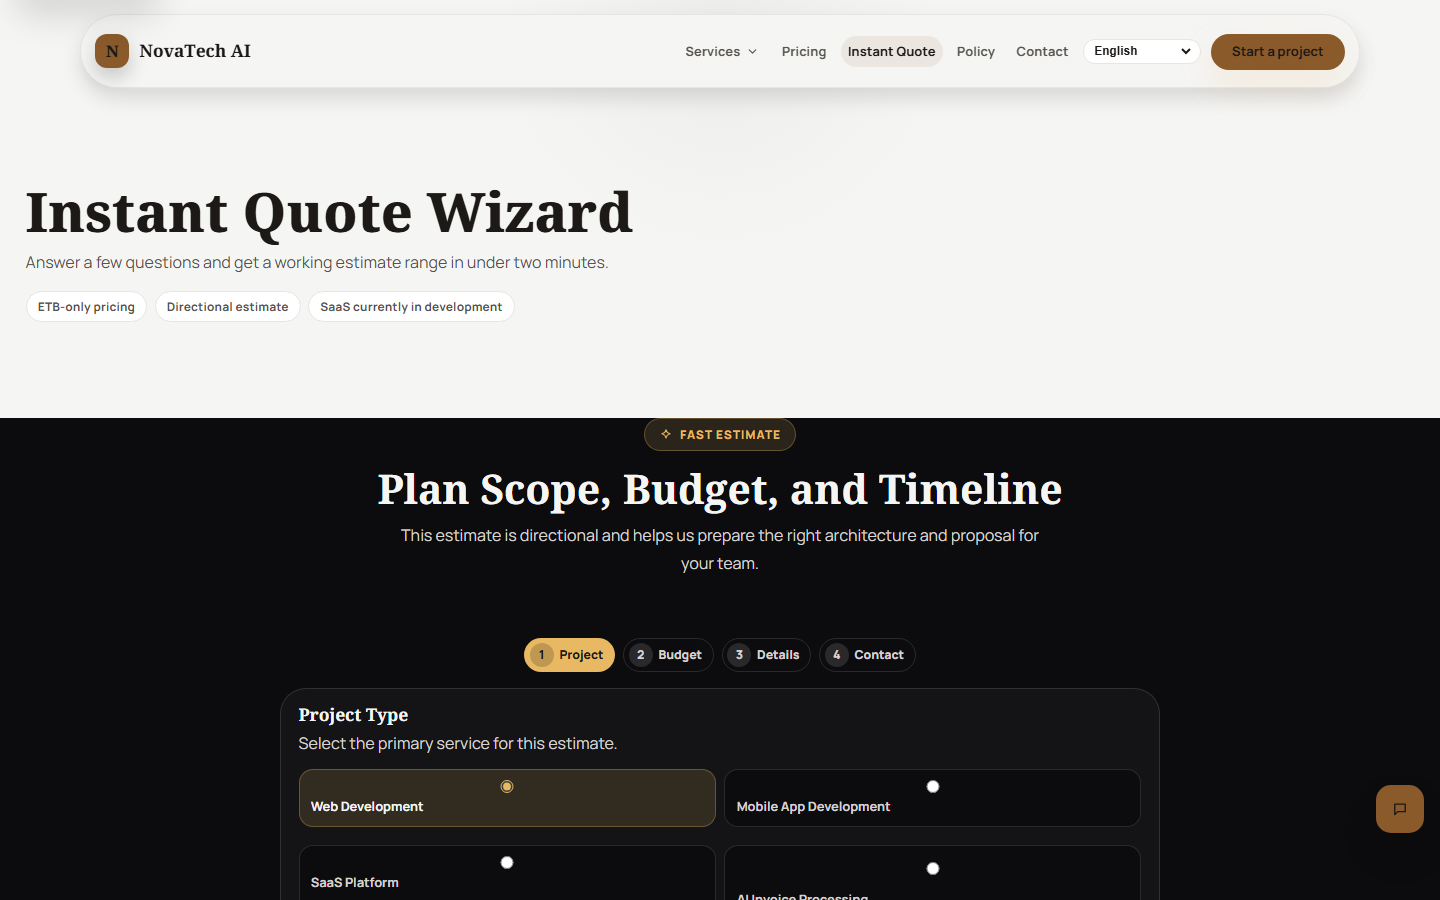 N NovaTech AI
Services Pricing Instant Quote Policy Contact English Start a project
Instant Quote Wizard
Answer a few questions and get a working estimate range in under two minutes.
ETB-only pricing Directional estimate SaaS currently in development
FAST ESTIMATE
Plan Scope, Budget, and Timeline
This estimate is directional and helps us prepare the right architecture and proposal for
your team.
1 Project 2 Budget 3 Details 4 Contact
Project Type
Select the primary service for this estimate.
Web Development Mobile App Development
SaaS Platform
AI Invoice Processing